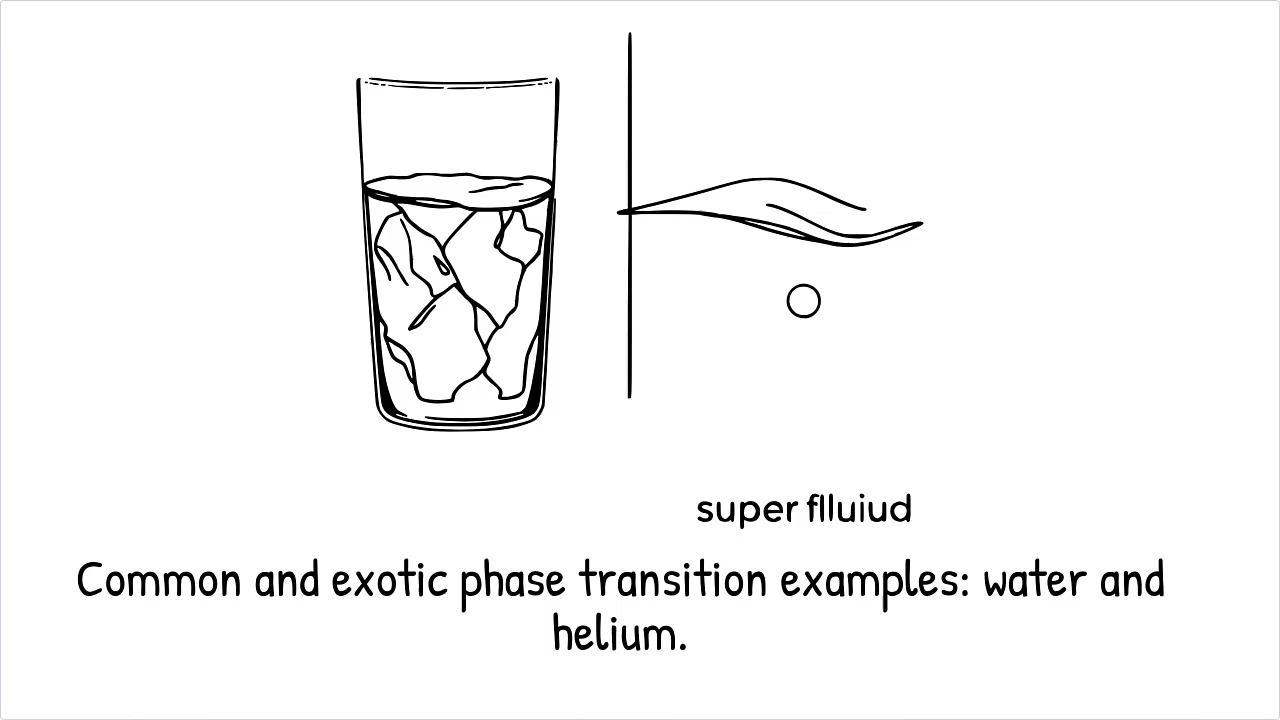 super flluiud
Common and exotic phase transition examples: water and
helium.